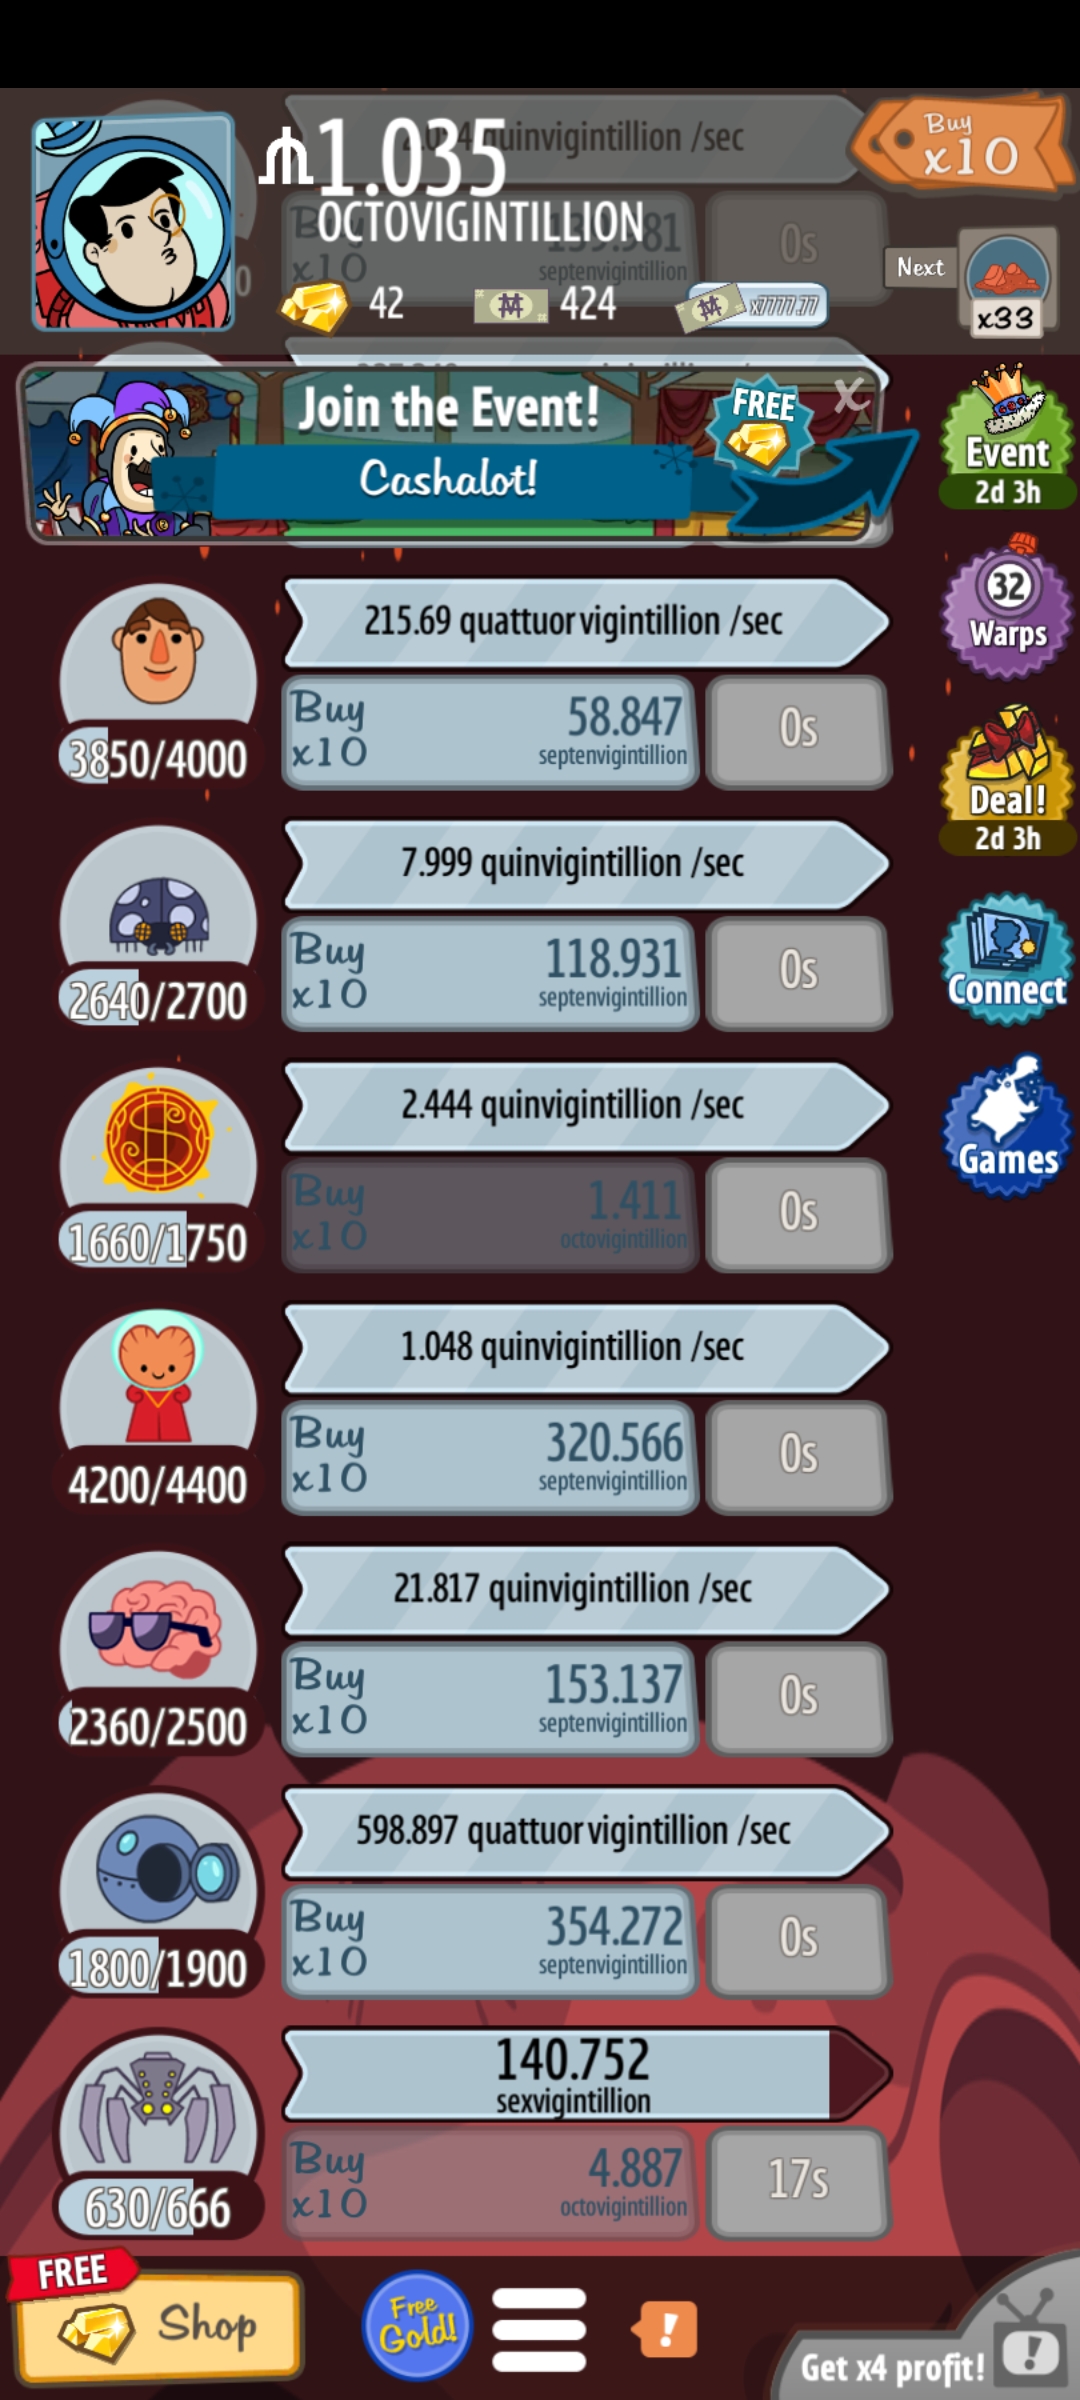 quinvigintillion /sec
₼1.035
OCTOVIGINTILLION
Buy
x10
Buy
x10
septenvigintillion
0s
42
424
x7777.77
Next
x33
Join the Event!
FREE
X
Cashalot!
Event
2d 3h
215.69 quattuorvigintillion /sec
Buy
x10
58.847
septenvigintillion
0s
3850/4000
32
Warps
Deal!
2d 3h
7.999 quinvigintillion /sec
Buy
x10
118.931
septenvigintillion
0s
2640/2700
Connect
2.444 quinvigintillion /sec
Buy
x10
1.411
octovigintillion
0s
1660/1750
Games
1.048 quinvigintillion /sec
Buy
x10
320.566
septenvigintillion
0s
4200/4400
21.817 quinvigintillion /sec
Buy
x10
153.137
septenvigintillion
0s
2360/2500
598.897 quattuorvigintillion /sec
Buy
x10
354.272
septenvigintillion
0s
1800/1900
140.752
sexvigintillion
Buy
x10
4.887
octovigintillion
17s
630/666
FREE
Shop
Free
Gold!
!
Get x4 profit!
!